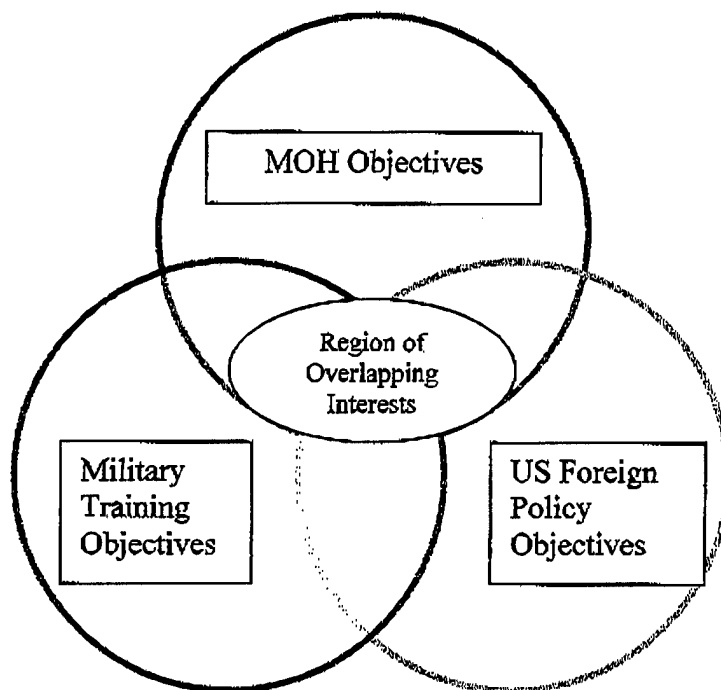 MOH Objectives
Region of
Overlapping
Interests
Military
Training
Objectives
US Foreign
Policy
Objectives